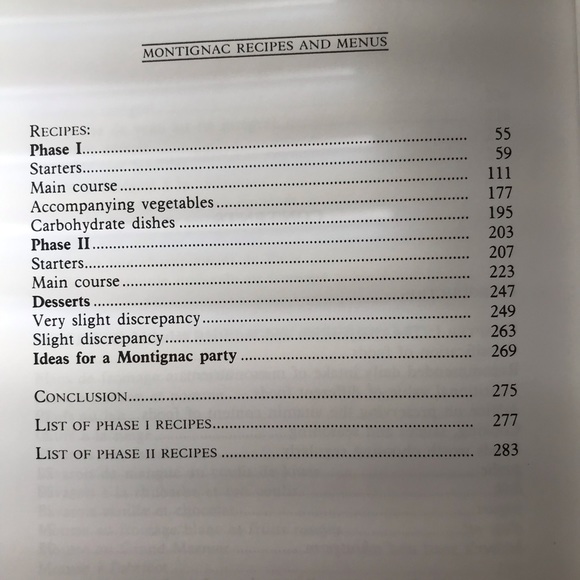 MONTIGNAC RECIPES AND MENUS
RECIPES:
Phase I........ 55
Starters........ 59
Main course........ 111
Accompanying vegetables........ 177
Carbohydrate dishes........ 195
Phase II........ 203
Starters........ 207
Main course........ 223
Desserts........ 247
Very slight discrepancy........ 249
Slight discrepancy........ 263
Ideas for a Montignac party........ 269
CONCLUSION........ 275
LIST OF PHASE I RECIPES........ 277
LIST OF PHASE II RECIPES........ 283